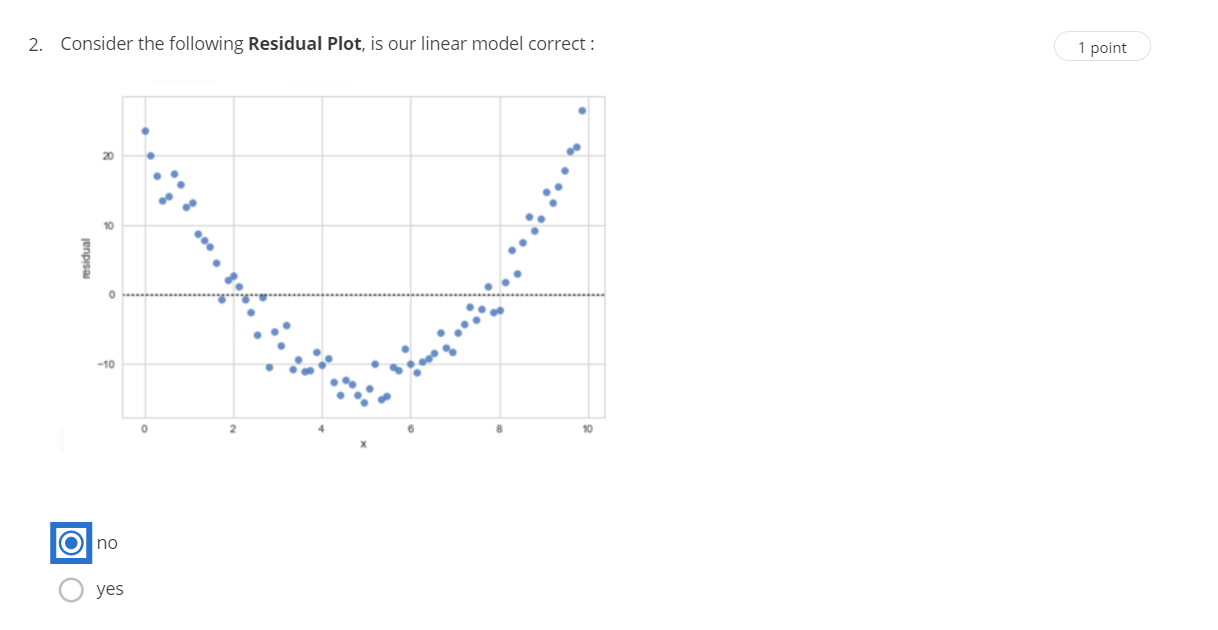 2. Consider the following Residual Plot, is our linear model correct :
1 point
20
10
0
−10
residual
0 2 4 6 8 10
x
no
yes